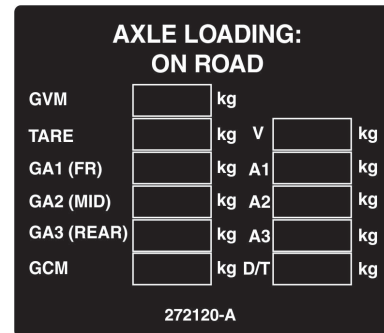 AXLE LOADING:
ON ROAD
GVM kg
TARE kg V kg
GA1 (FR) kg A1 kg
GA2 (MID) kg A2 kg
GA3 (REAR) kg A3 kg
GCM kg D/T kg
272120-A